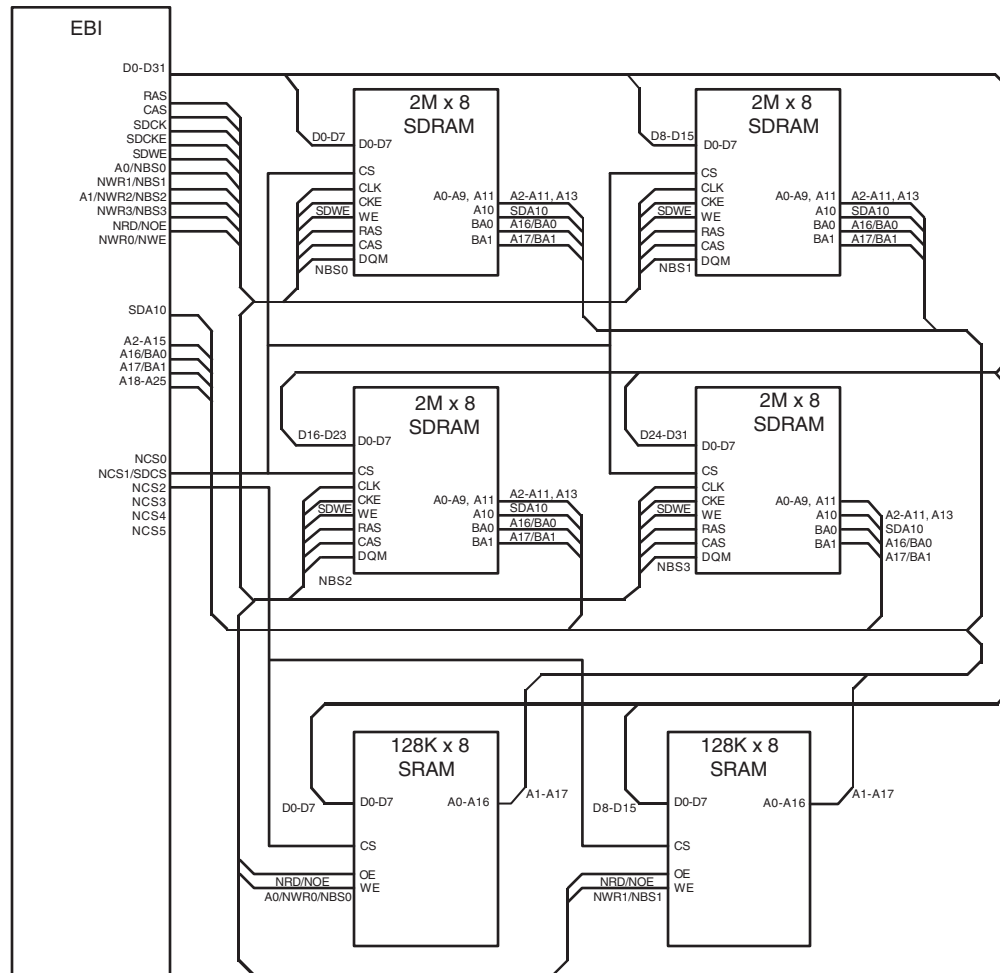 EBI
D0-D31
RAS
CAS
SDCK
SDCKE
SDWE
A0/NBS0
NWR1/NBS1
A1/NWR2/NBS2
NWR3/NBS3
NRD/NOE
NWR0/NWE
SDA10
A2-A15
A16/BA0
A17/BA1
A18-A25
NCS0
NCS1/SDCS
NCS2
NCS3
NCS4
NCS5
2M x 8
SDRAM
D0-D7
D0-D7
CS
CLK
CKE
SDWE
WE
RAS
CAS
DQM
NBS0
A0-A9, A11
A10
BA0
BA1
A2-A11, A13
SDA10
A16/BA0
A17/BA1
2M x 8
SDRAM
D8-D15
D0-D7
CS
CLK
CKE
SDWE
WE
RAS
CAS
DQM
NBS1
A0-A9, A11
A10
BA0
BA1
A2-A11, A13
SDA10
A16/BA0
A17/BA1
2M x 8
SDRAM
D16-D23
D0-D7
CS
CLK
CKE
SDWE
WE
RAS
CAS
DQM
NBS2
A0-A9, A11
A10
BA0
BA1
A2-A11, A13
SDA10
A16/BA0
A17/BA1
2M x 8
SDRAM
D24-D31
D0-D7
CS
CLK
CKE
SDWE
WE
RAS
CAS
DQM
NBS3
A0-A9, A11
A10
BA0
BA1
A2-A11, A13
SDA10
A16/BA0
A17/BA1
128K x 8
SRAM
D0-D7
D0-D7
A0-A16
A1-A17
CS
OE
NRD/NOE
WE
A0/NWR0/NBS0
128K x 8
SRAM
D8-D15
D0-D7
A0-A16
A1-A17
CS
OE
NRD/NOE
WE
NWR1/NBS1